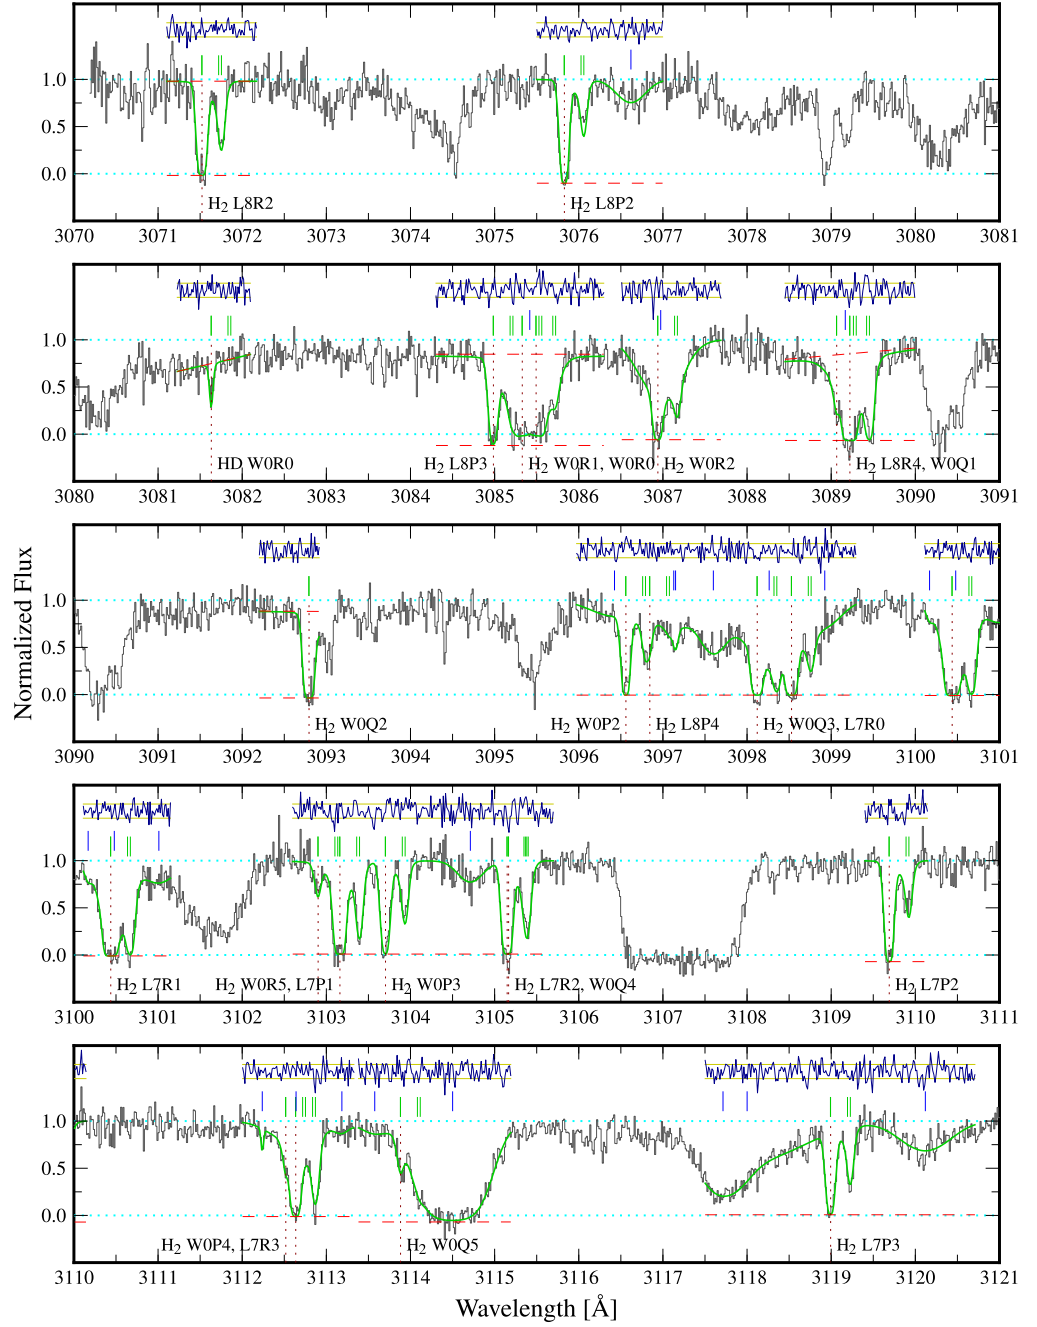 1.0
0.5
0.0
H2 L8R2
H2 L8P2
3070 3071 3072 3073 3074 3075 3076 3077 3078 3079 3080 3081
1.0
0.5
0.0
HD W0R0
H2 L8P3
H2 W0R1, W0R0
H2 W0R2
H2 L8R4, W0Q1
3080 3081 3082 3083 3084 3085 3086 3087 3088 3089 3090 3091
Normalized Flux
1.0
0.5
0.0
H2 W0Q2
H2 W0P2
H2 L8P4
H2 W0Q3, L7R0
3090 3091 3092 3093 3094 3095 3096 3097 3098 3099 3100 3101
1.0
0.5
0.0
H2 L7R1
H2 W0R5, L7P1
H2 W0P3
H2 L7R2, W0Q4
H2 L7P2
3100 3101 3102 3103 3104 3105 3106 3107 3108 3109 3110 3111
1.0
0.5
0.0
H2 W0P4, L7R3
H2 W0Q5
H2 L7P3
3110 3111 3112 3113 3114 3115 3116 3117 3118 3119 3120 3121
Wavelength [Å]